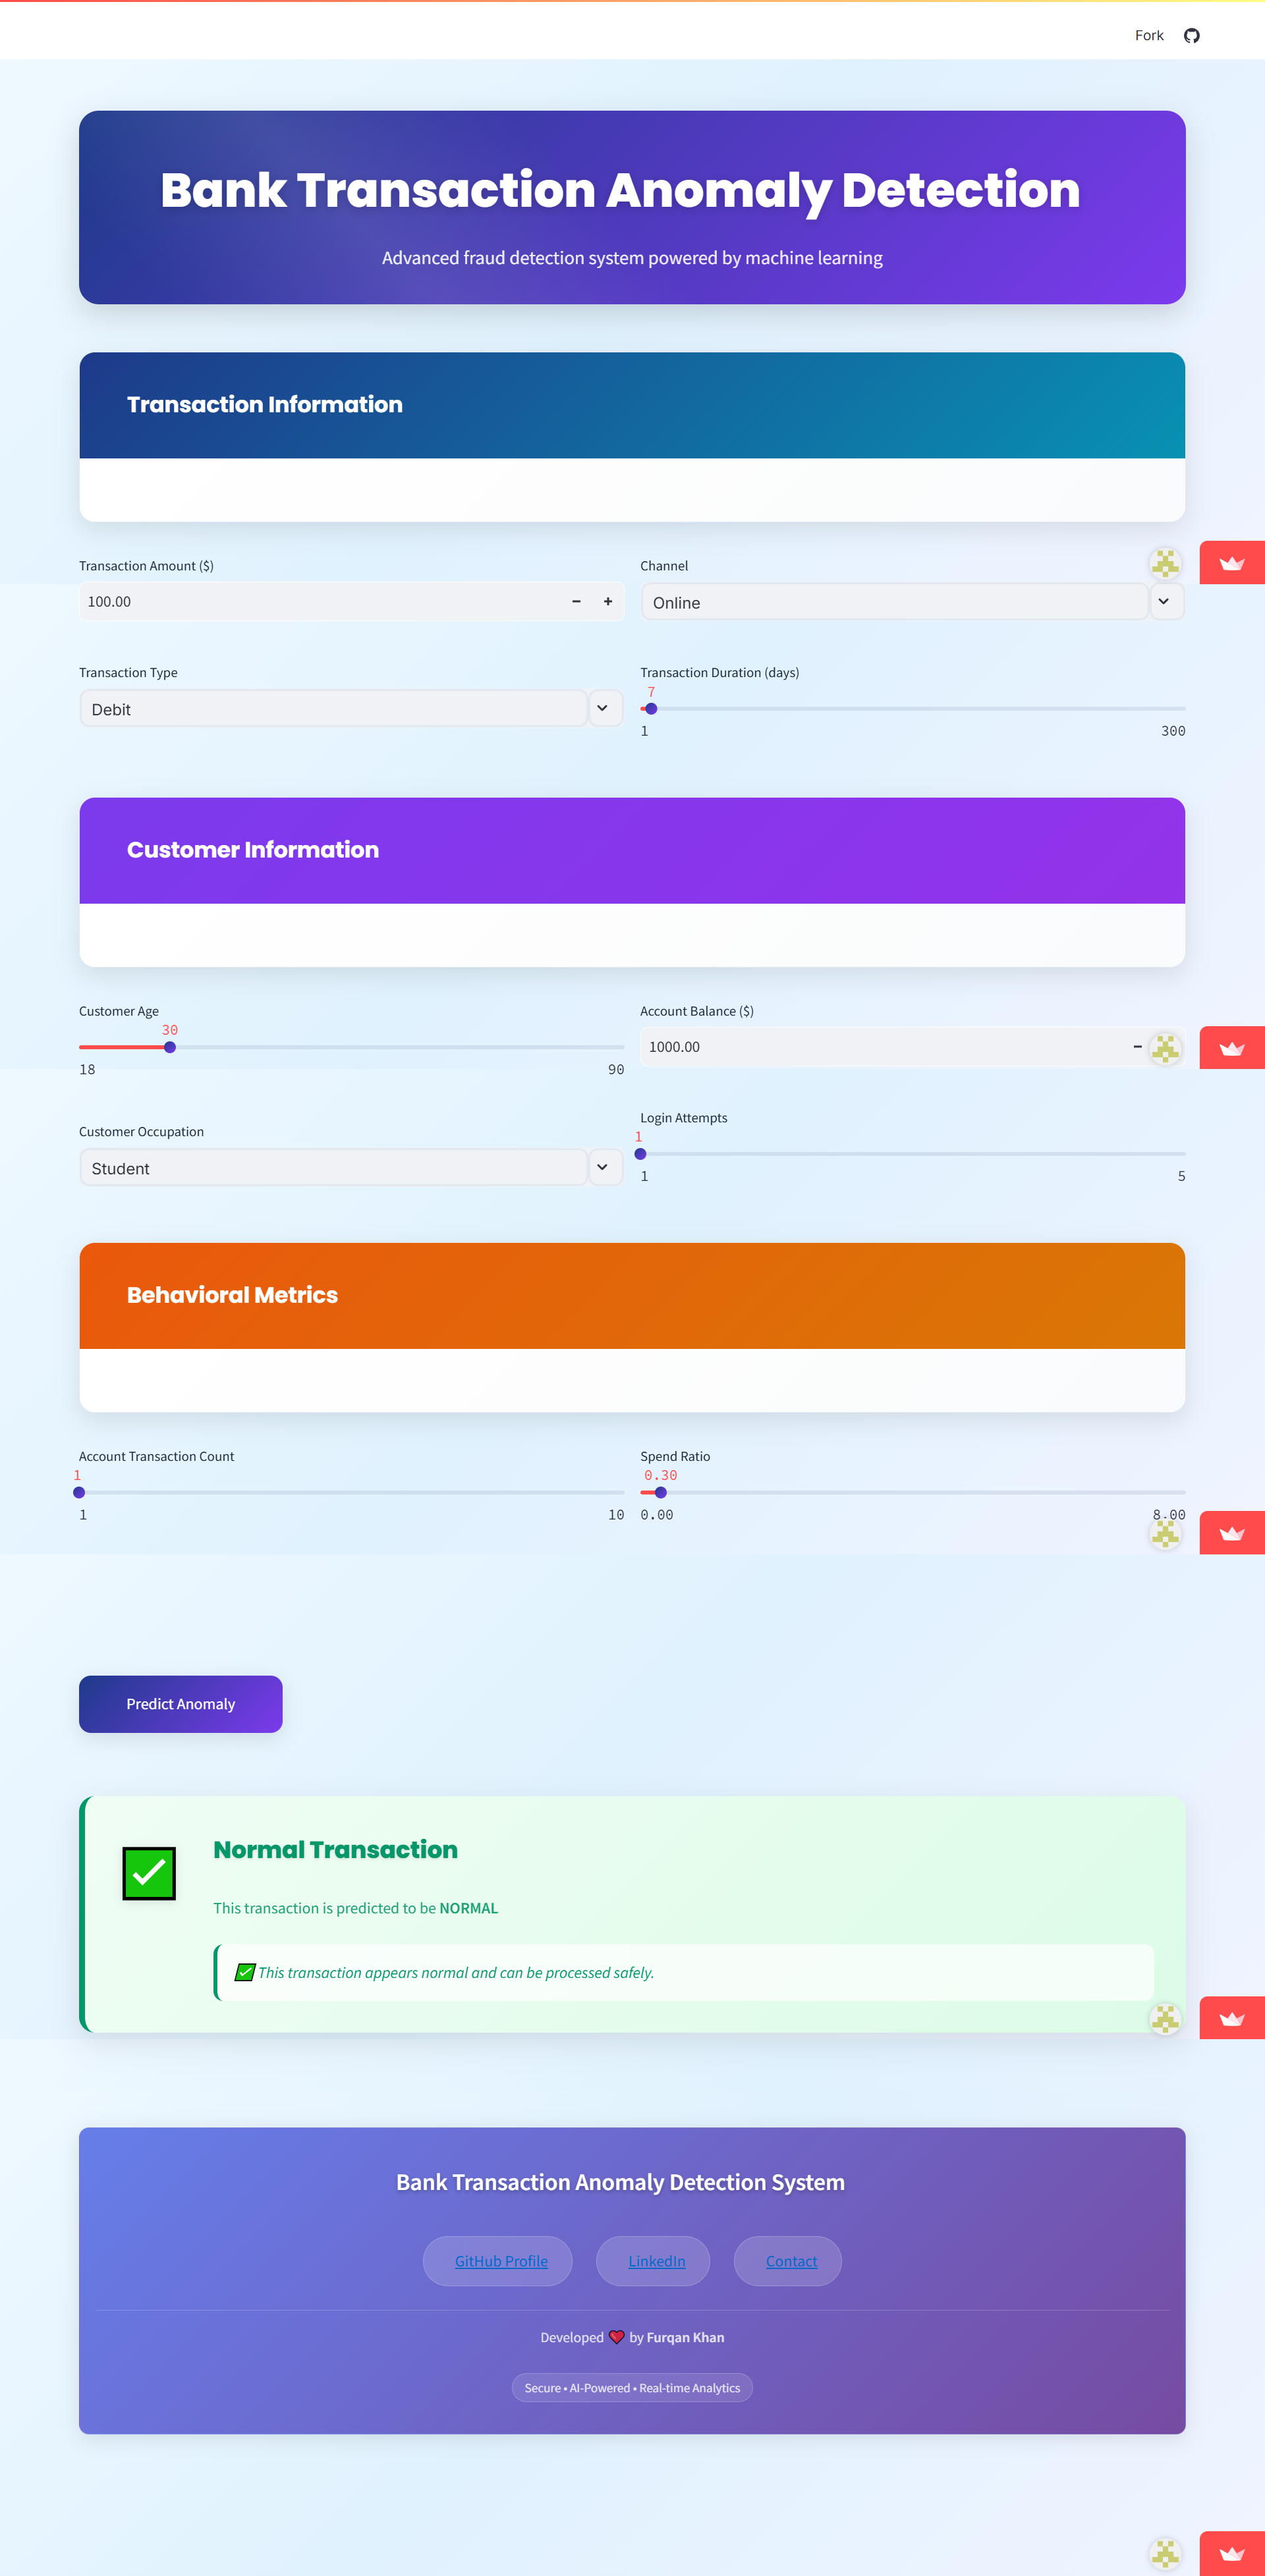 Fork
Bank Transaction Anomaly Detection
Advanced fraud detection system powered by machine learning
Transaction Information
Transaction Amount ($)
100.00
Channel
Online
Transaction Type
Debit
Transaction Duration (days)
7
1
300
Customer Information
Customer Age
30
18
90
Account Balance ($)
1000.00
Customer Occupation
Student
Login Attempts
1
1
5
Behavioral Metrics
Account Transaction Count
1
1
10
Spend Ratio
0.30
0.00
8.00
Predict Anomaly
Normal Transaction
This transaction is predicted to be NORMAL
✅ This transaction appears normal and can be processed safely.
Bank Transaction Anomaly Detection System
GitHub Profile
LinkedIn
Contact
Developed ❤️ by Furqan Khan
Secure • AI-Powered • Real-time Analytics